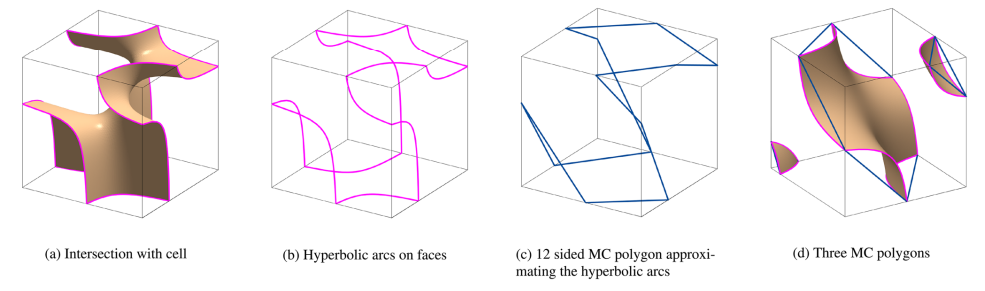 (a) Intersection with cell
(b) Hyperbolic arcs on faces
(c) 12 sided MC polygon approxi-
mating the hyperbolic arcs
(d) Three MC polygons